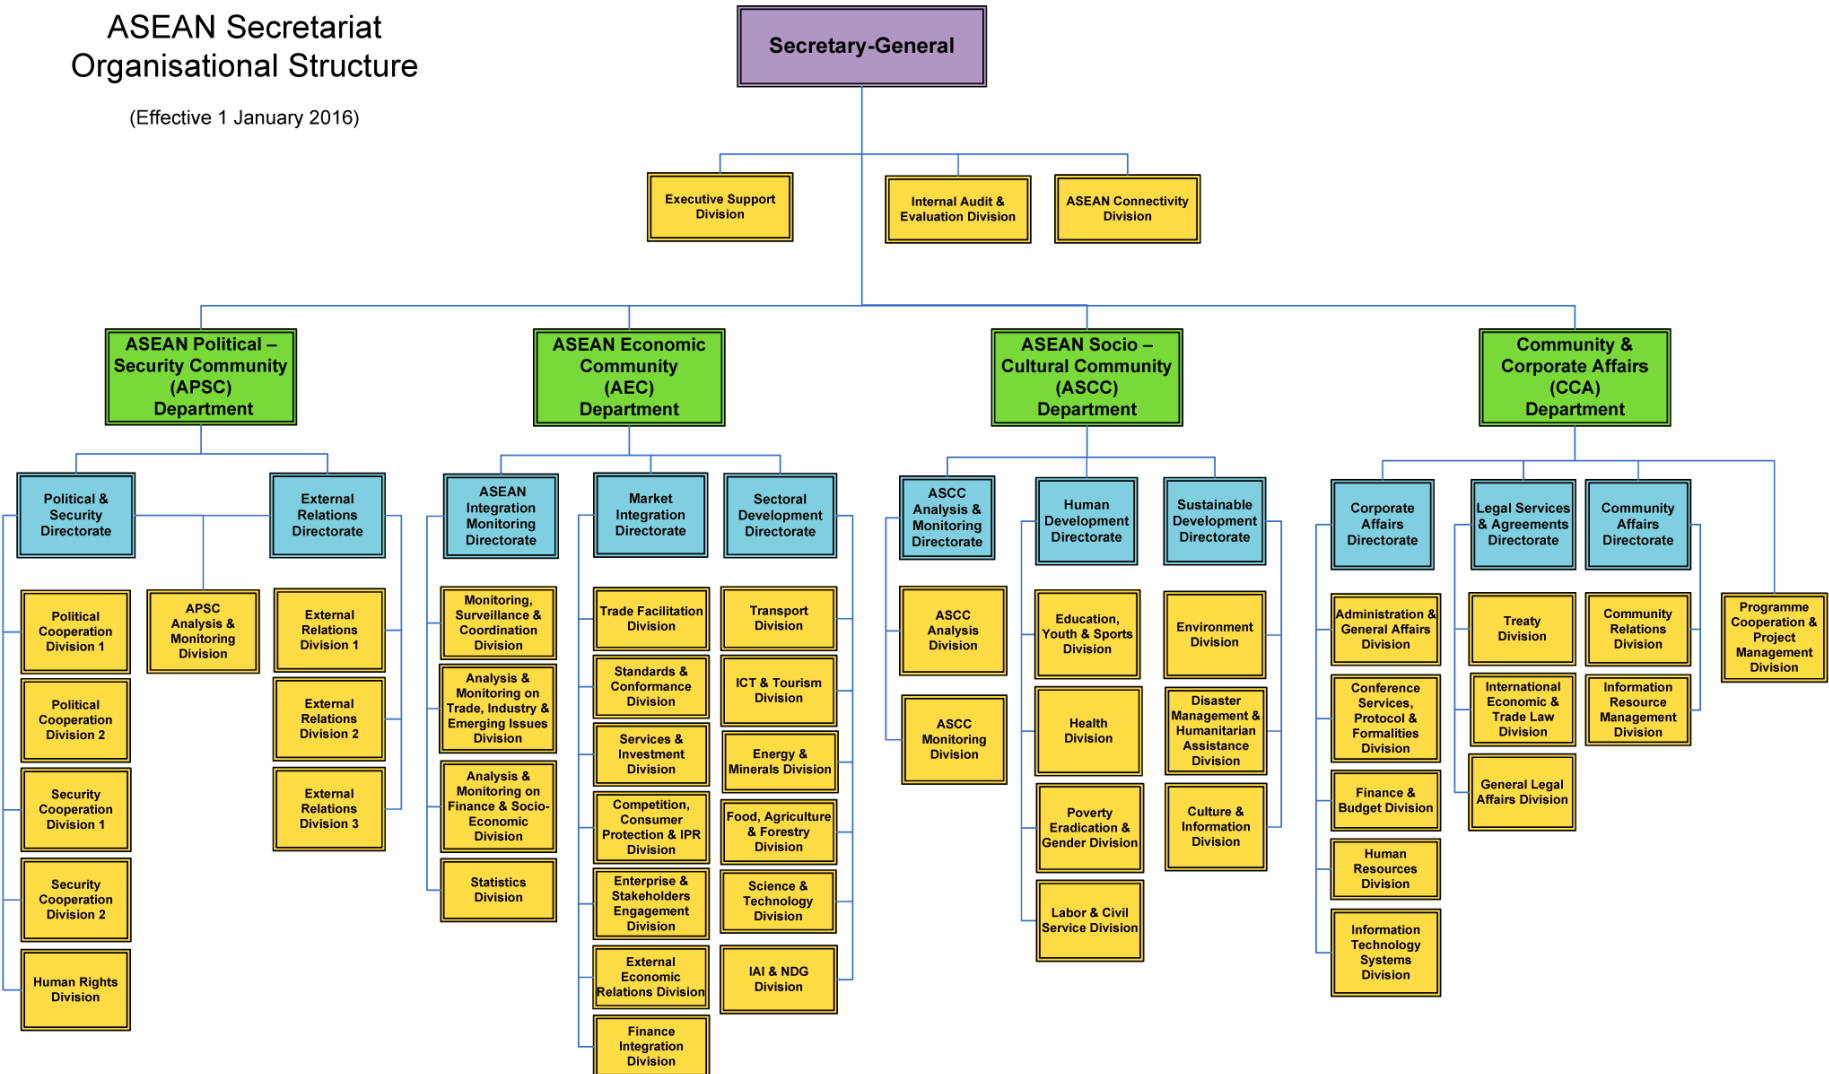 ASEAN Secretariat
Organisational Structure
(Effective 1 January 2016)
Secretary-General
Executive Support
Division
Internal Audit &
Evaluation Division
ASEAN Connectivity
Division
ASEAN Political –
Security Community
(APSC)
Department
ASEAN Economic
Community
(AEC)
Department
ASEAN Socio –
Cultural Community
(ASCC)
Department
Community &
Corporate Affairs
(CCA)
Department
Political &
Security
Directorate
External
Relations
Directorate
ASEAN
Integration
Monitoring
Directorate
Market
Integration
Directorate
Sectoral
Development
Directorate
ASCC
Analysis &
Monitoring
Directorate
Human
Development
Directorate
Sustainable
Development
Directorate
Corporate
Affairs
Directorate
Legal Services
& Agreements
Directorate
Community
Affairs
Directorate
Political
Cooperation
Division 1
Political
Cooperation
Division 2
Security
Cooperation
Division 1
Security
Cooperation
Division 2
Human Rights
Division
APSC
Analysis &
Monitoring
Division
External
Relations
Division 1
External
Relations
Division 2
External
Relations
Division 3
Monitoring,
Surveillance &
Coordination
Division
Analysis &
Monitoring on
Trade, Industry &
Emerging Issues
Division
Analysis &
Monitoring on
Finance & Socio-
Economic
Division
Statistics
Division
Trade Facilitation
Division
Standards &
Conformance
Division
Services &
Investment
Division
Competition,
Consumer
Protection & IPR
Division
Enterprise &
Stakeholders
Engagement
Division
External
Economic
Relations Division
Finance
Integration
Division
Transport
Division
ICT & Tourism
Division
Energy &
Minerals Division
Food, Agriculture
& Forestry
Division
Science &
Technology
Division
IAI & NDG
Division
ASCC
Analysis
Division
ASCC
Monitoring
Division
Education,
Youth & Sports
Division
Health
Division
Poverty
Eradication &
Gender Division
Labor & Civil
Service Division
Environment
Division
Disaster
Management &
Humanitarian
Assistance
Division
Culture &
Information
Division
Administration &
General Affairs
Division
Conference
Services,
Protocol &
Formalities
Division
Finance &
Budget Division
Human
Resources
Division
Information
Technology
Systems
Division
Treaty
Division
International
Economic &
Trade Law
Division
General Legal
Affairs Division
Community
Relations
Division
Information
Resource
Management
Division
Programme
Cooperation &
Project
Management
Division